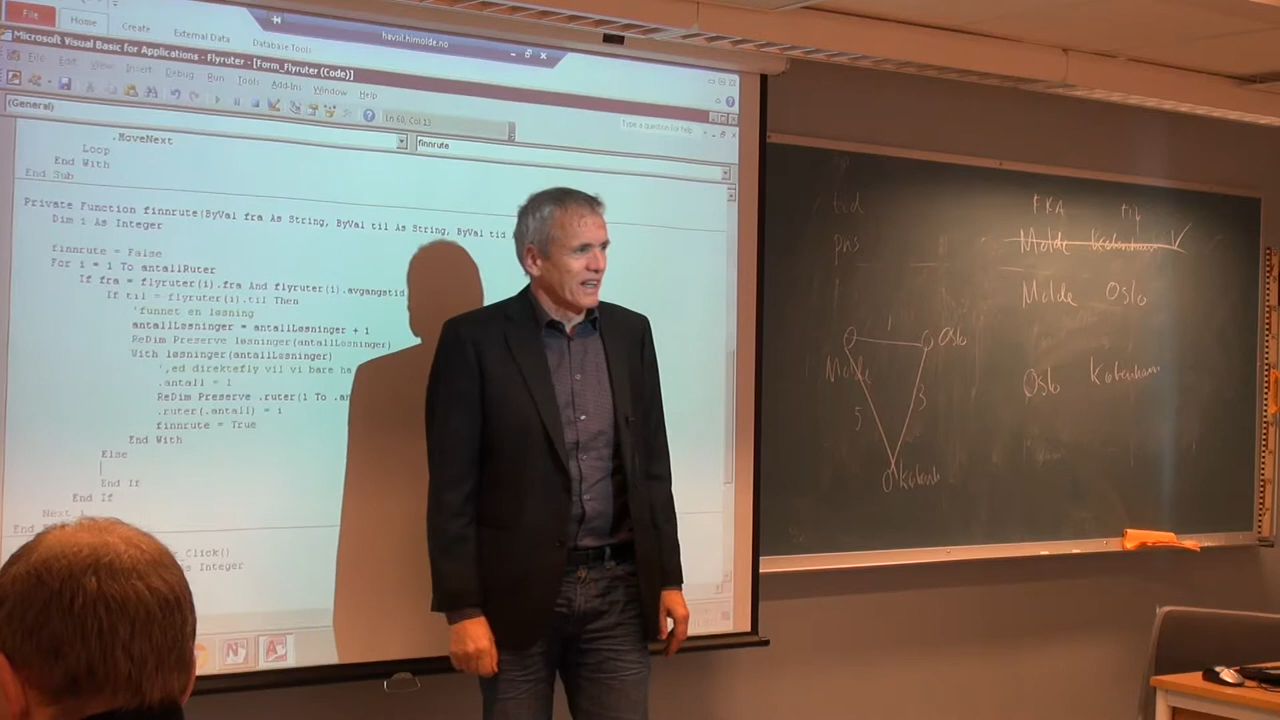 File
Home
Create
External Data
Database Tools
havsil.himolde.no
Microsoft Visual Basic for Applications - Flyruter - [Form_Flyruter (Code)]
File Edit View Insert Debug Run Tools Add-Ins Window Help
Ln 60, Col 13
Type a question for help
(General)
finnrute
.MoveNext
Loop
End With
End Sub
Private Function finnrute(ByVal fra As String, ByVal til As String, ByVal tid
Dim i As Integer
finnrute = False
For i = 1 To antallRuter
If fra = flyruter(i).fra And flyruter(i).avgangstid
If til = flyruter(i).til Then
'funnet en løsning
antallLøsninger = antallLøsninger + 1
ReDim Preserve løsninger(antallLøsninger)
With løsninger(antallLøsninger)
',ed direktefly vil vi bare ha
.antall = 1
ReDim Preserve .ruter(1 To .an
.ruter(.antall) = i
finnrute = True
End With
Else
End If
End If
Next i
End
_Click()
s Integer
tid
pris
FRA til
Molde København
Molde Oslo
Oslo København
1
Oslo
Molde
5
3
Københ